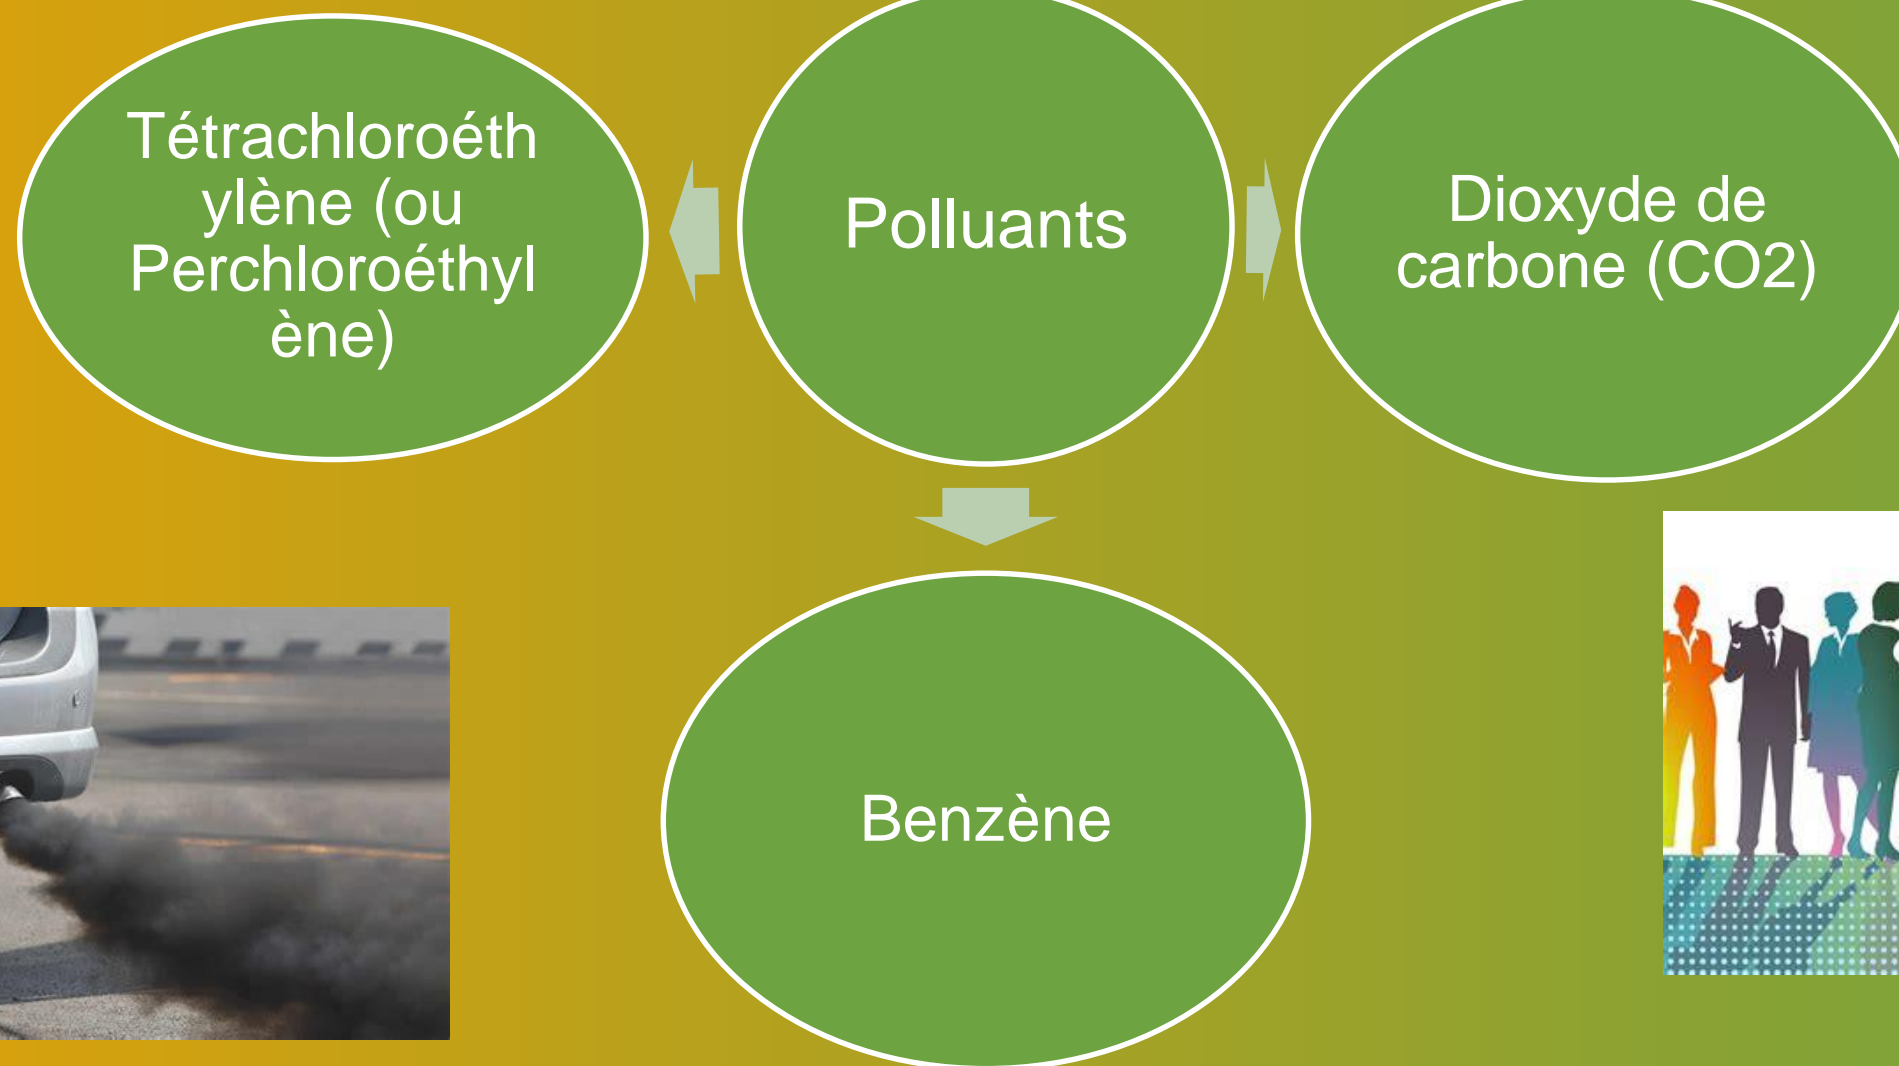 Tétrachloroéth
ylène (ou
Perchloroéthyl
ène)
Polluants
Dioxyde de
carbone (CO2)
Benzène